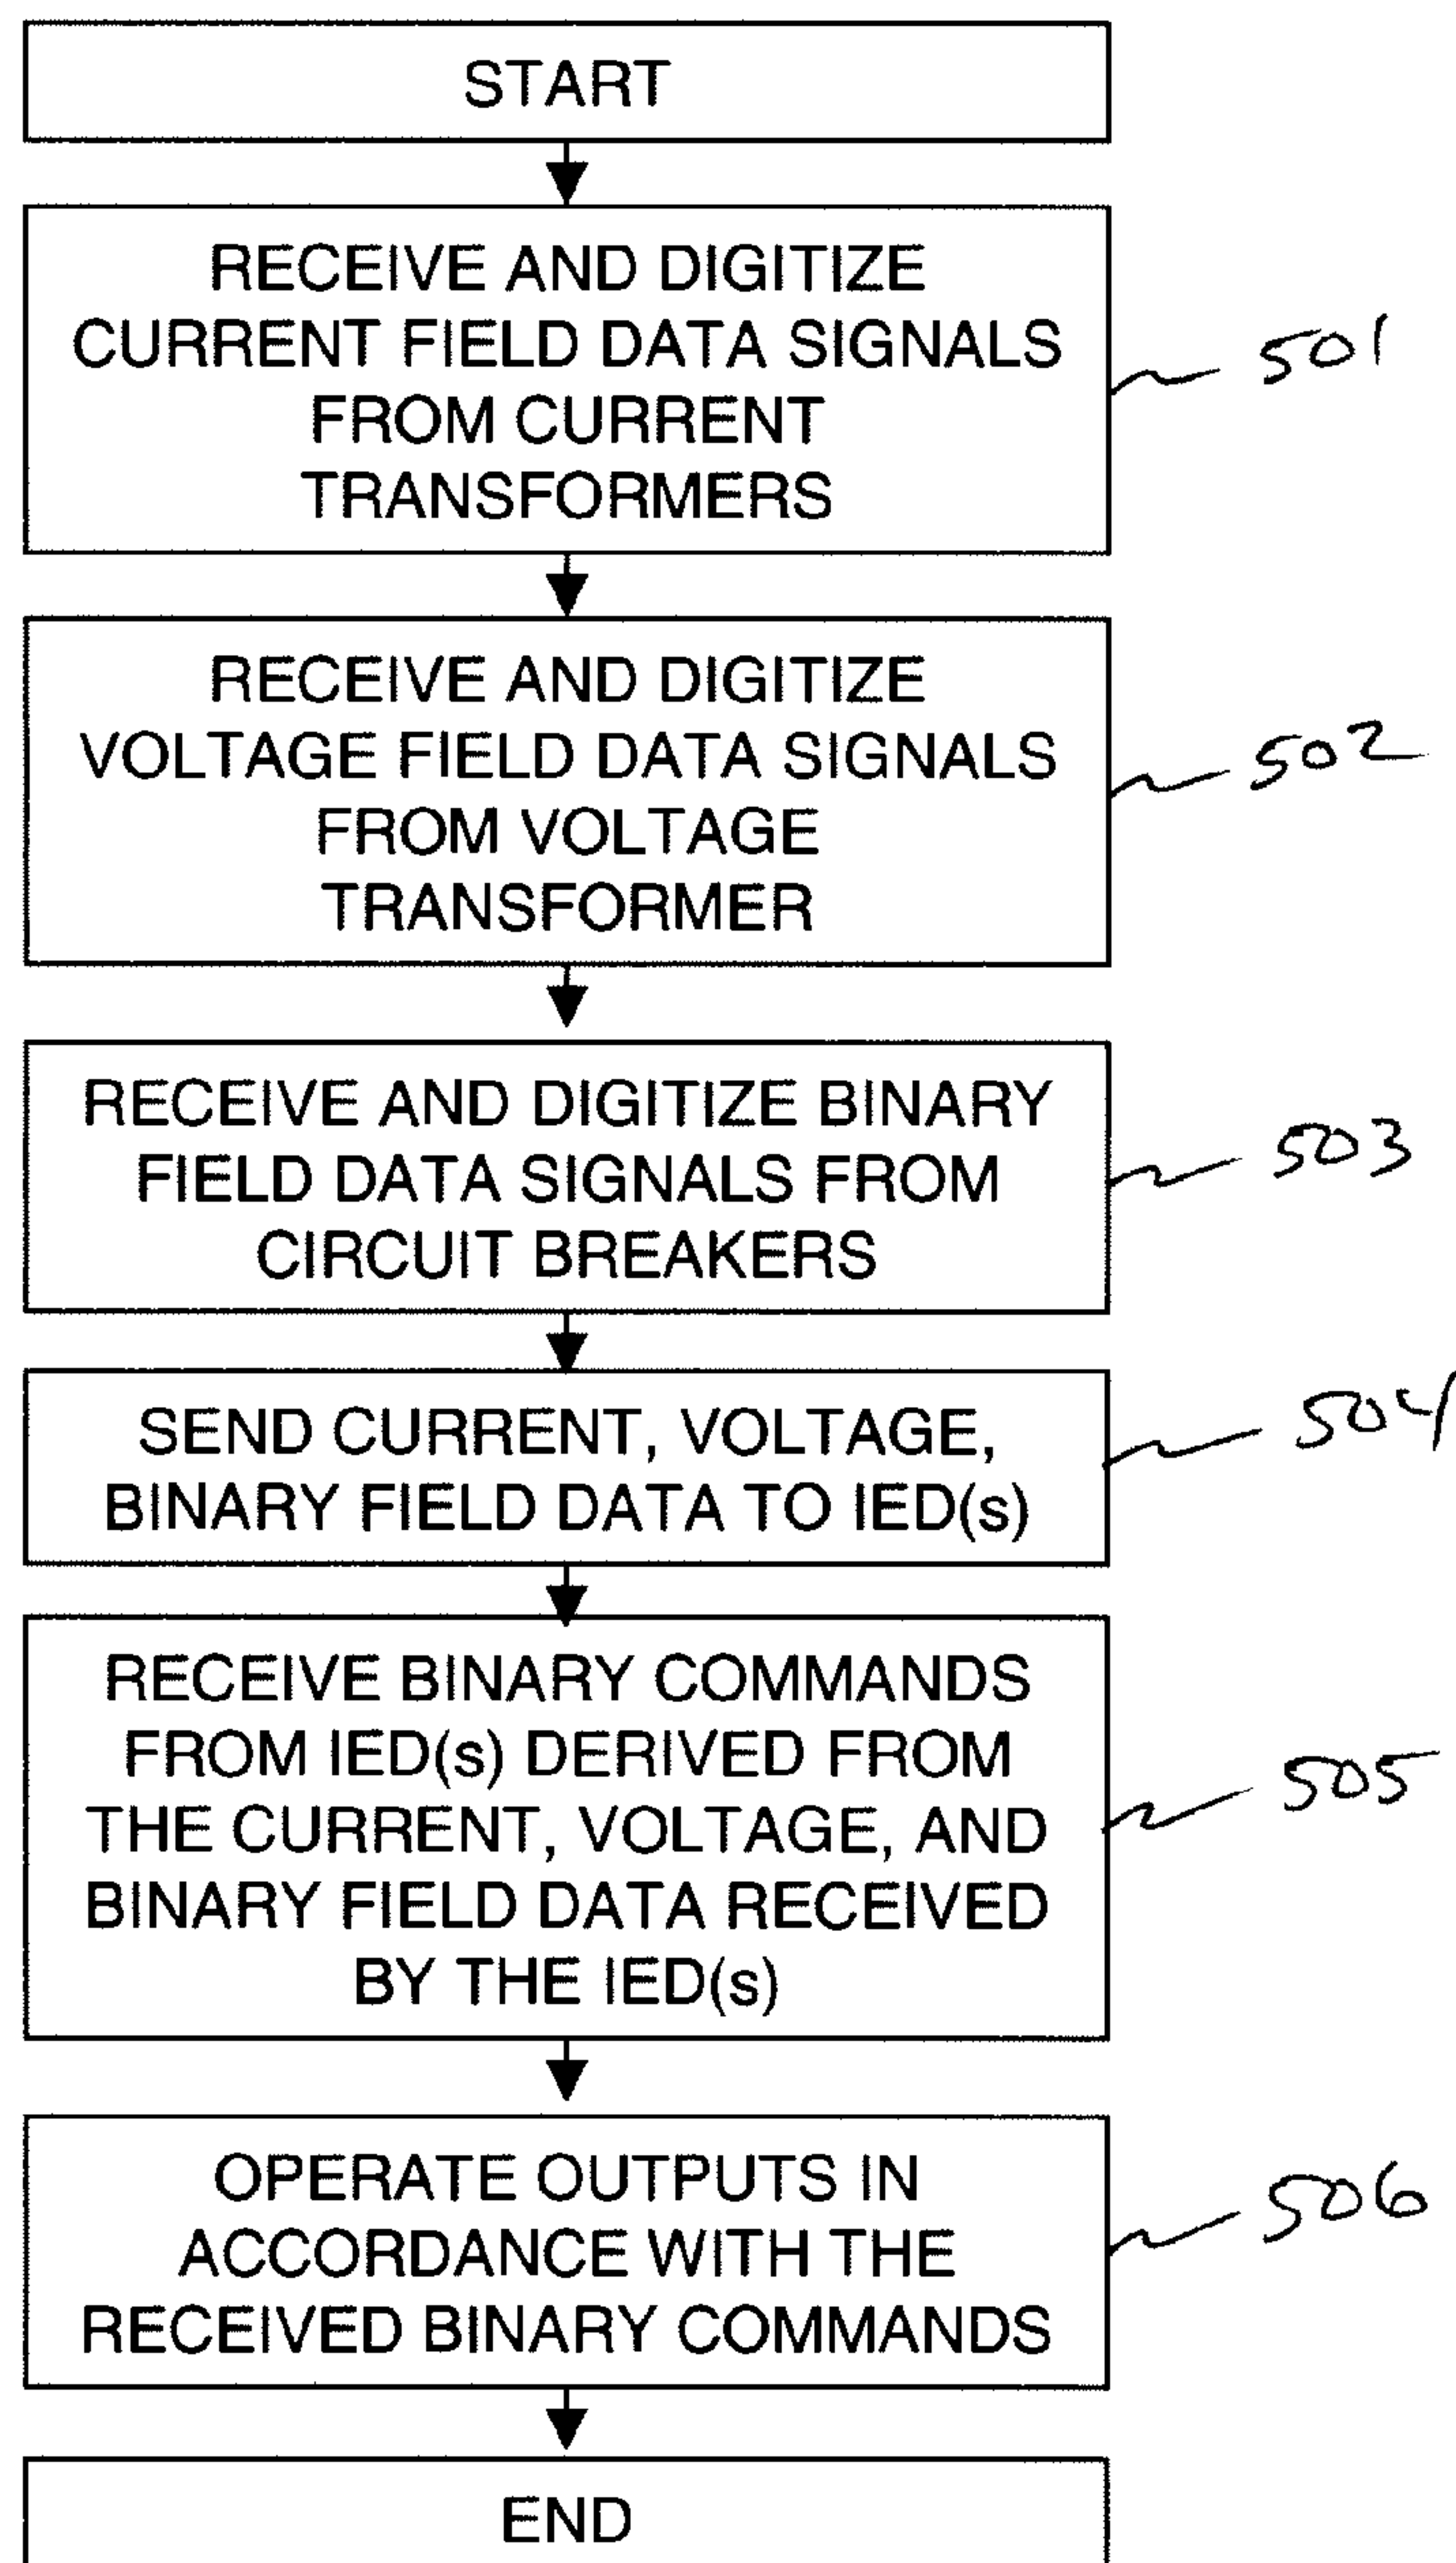 START
RECEIVE AND DIGITIZE
CURRENT FIELD DATA SIGNALS
FROM CURRENT
TRANSFORMERS
501
RECEIVE AND DIGITIZE
VOLTAGE FIELD DATA SIGNALS
FROM VOLTAGE
TRANSFORMER
502
RECEIVE AND DIGITIZE BINARY
FIELD DATA SIGNALS FROM
CIRCUIT BREAKERS
503
SEND CURRENT, VOLTAGE,
BINARY FIELD DATA TO IED(s)
504
RECEIVE BINARY COMMANDS
FROM IED(s) DERIVED FROM
THE CURRENT, VOLTAGE, AND
BINARY FIELD DATA RECEIVED
BY THE IED(s)
505
OPERATE OUTPUTS IN
ACCORDANCE WITH THE
RECEIVED BINARY COMMANDS
506
END